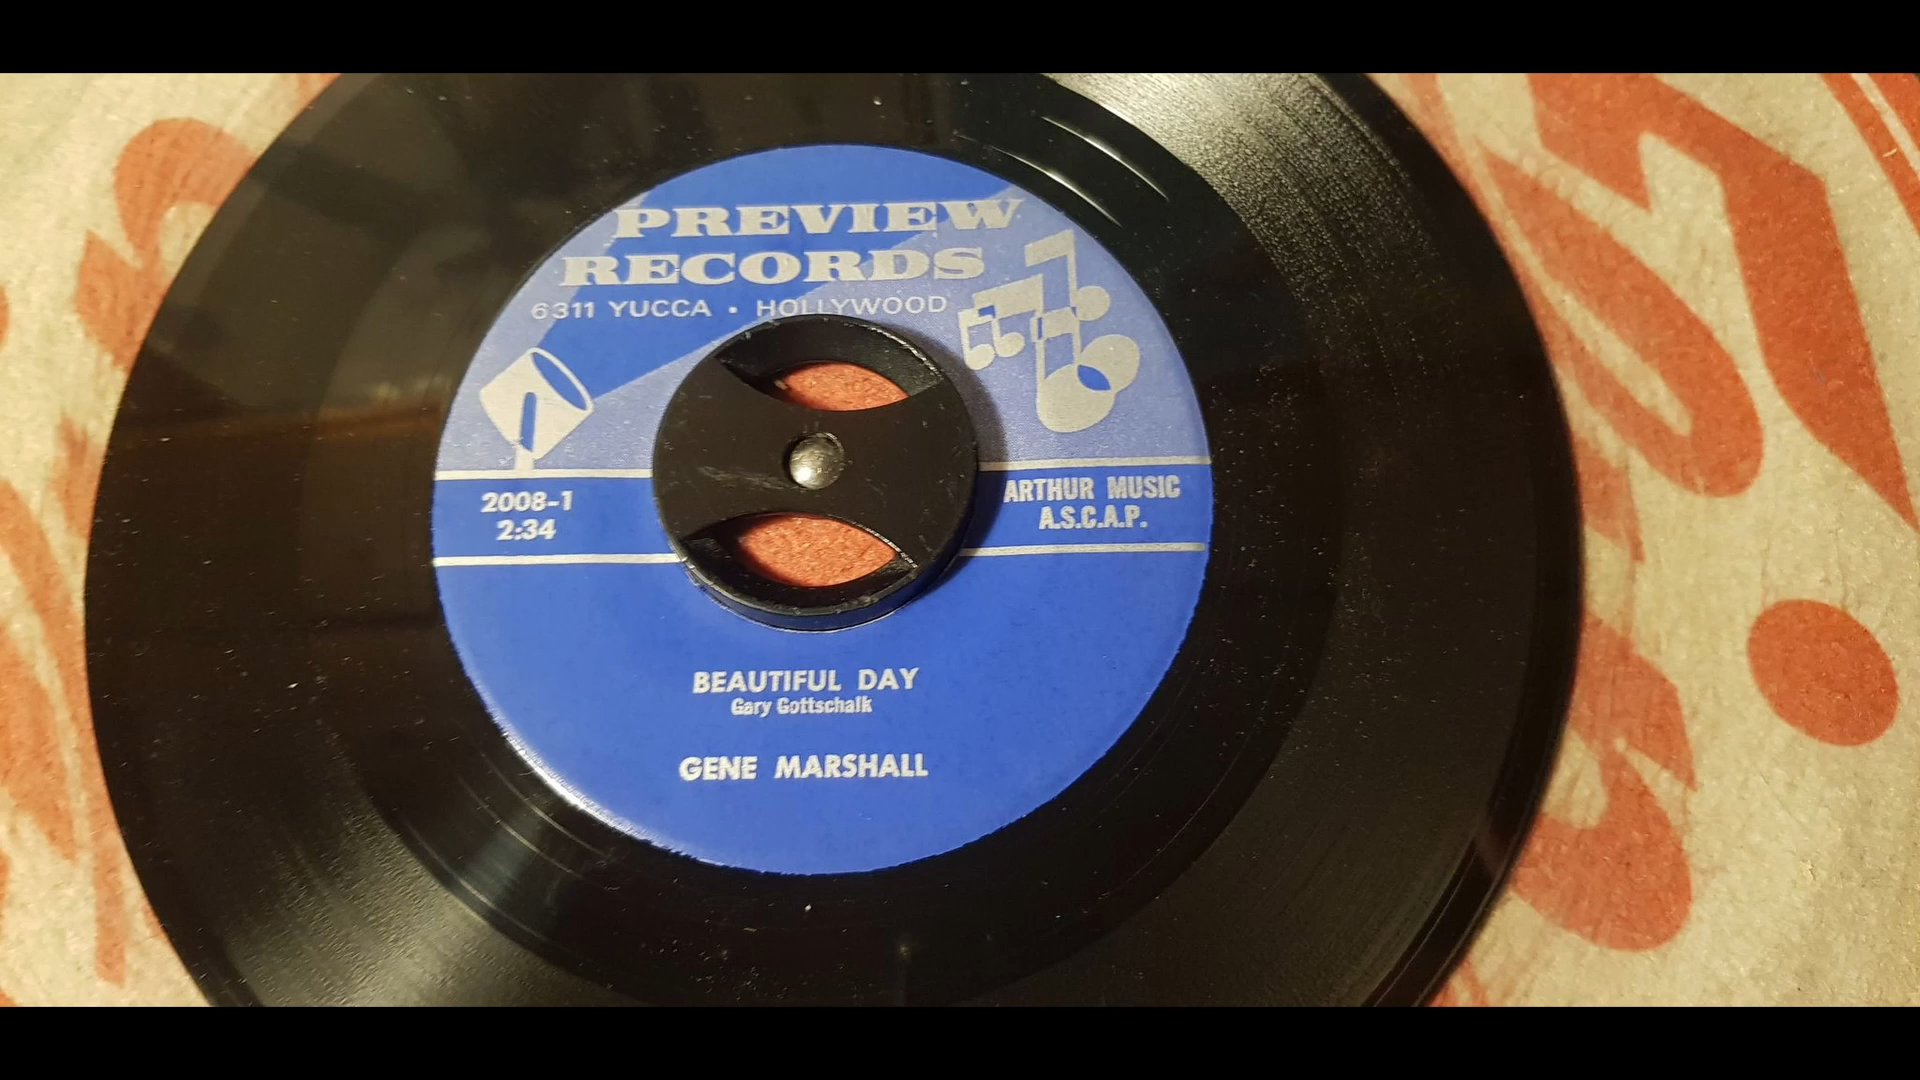 PREVIEW
RECORDS
6311 YUCCA • HOLLYWOOD
2008-1
2:34
ARTHUR MUSIC
A.S.C.A.P.
BEAUTIFUL DAY
Gary Gottschalk
GENE MARSHALL